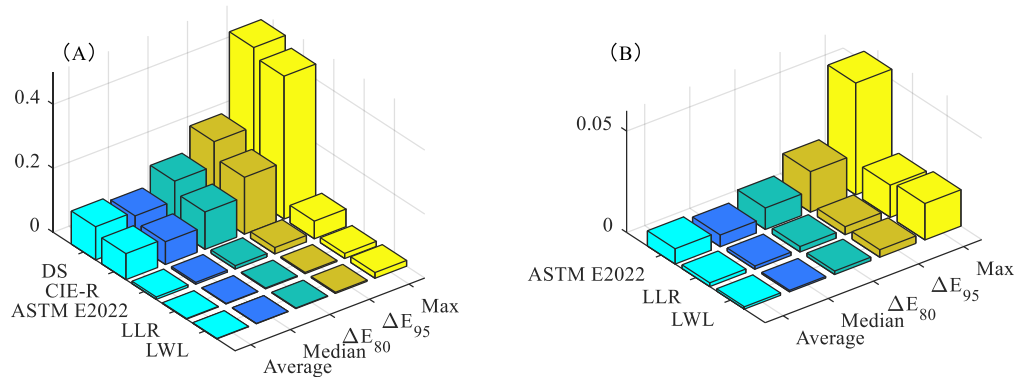 (A)
0.4
0.2
0
DS
CIE-R
ASTM E2022
LLR
LWL
Average
Median
ΔE80
ΔE95
Max
(B)
0.05
0
ASTM E2022
LLR
LWL
Average
Median
ΔE80
ΔE95
Max